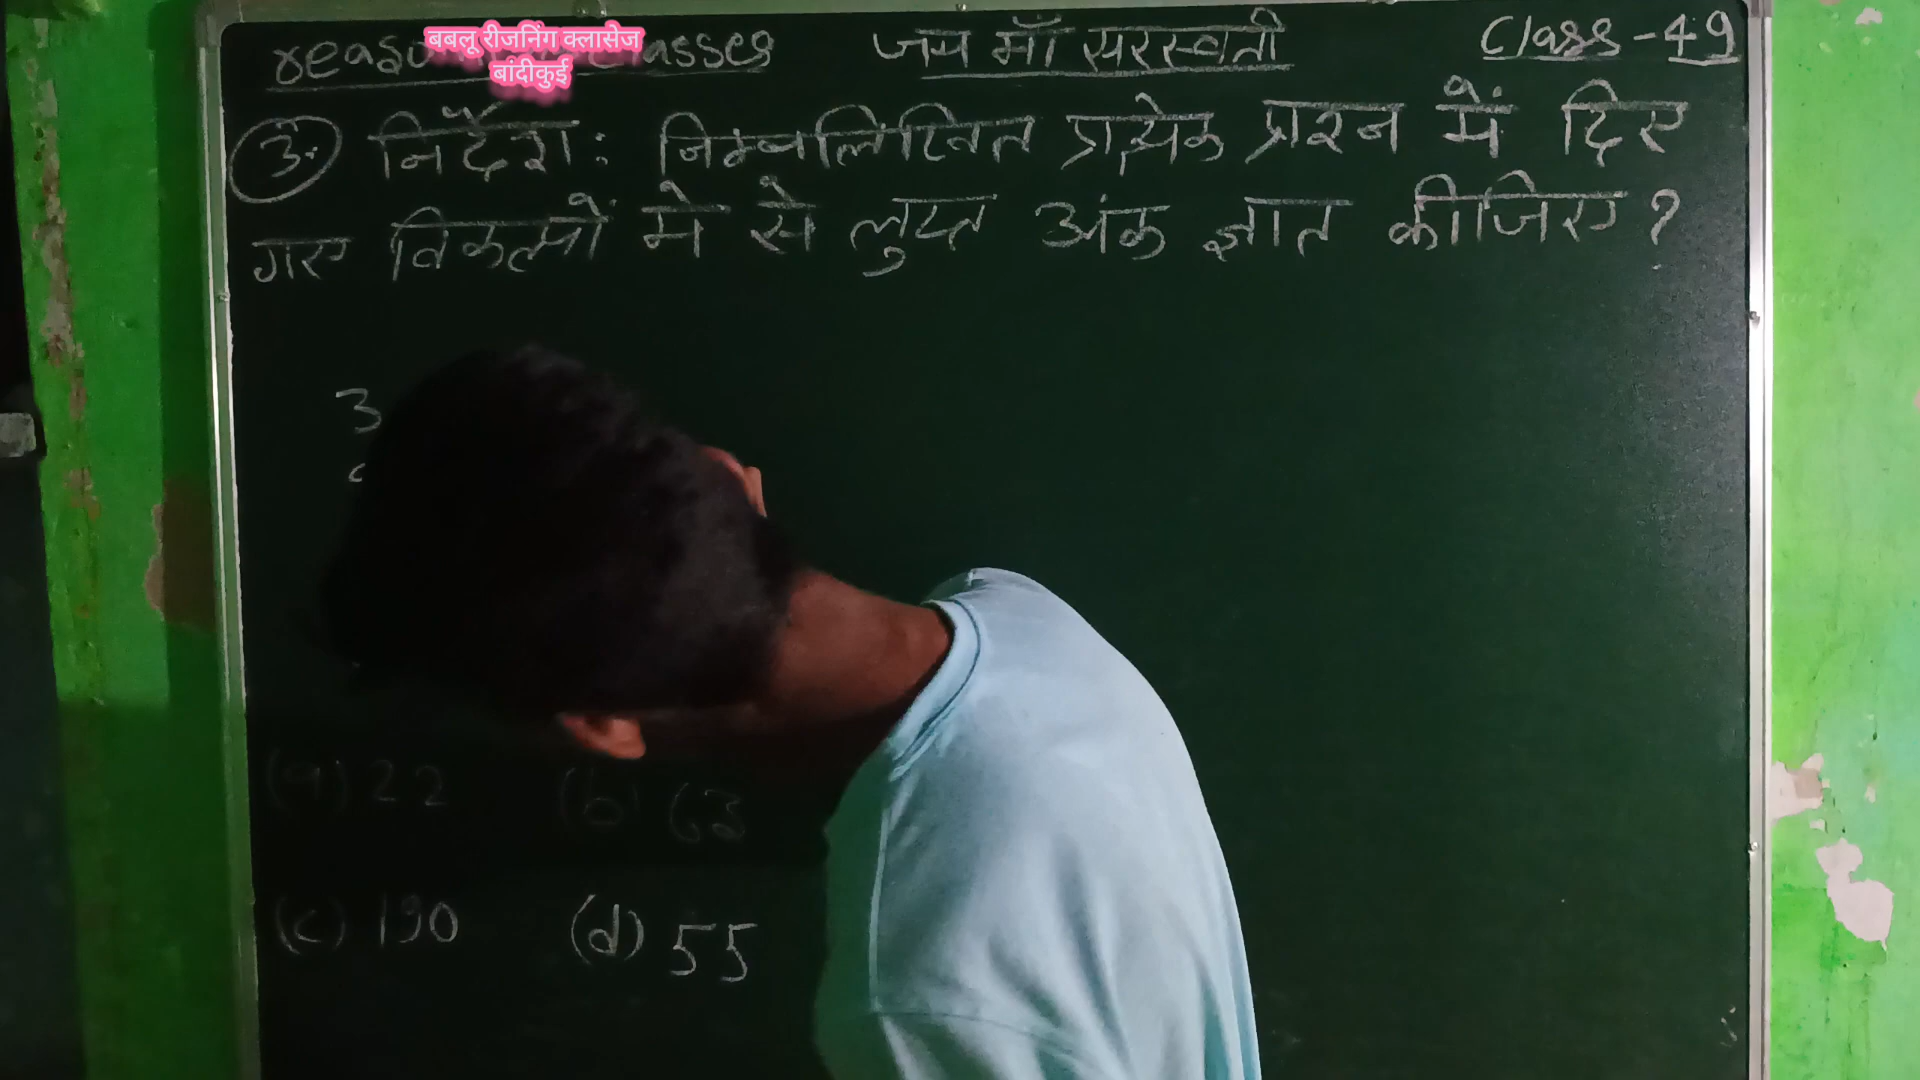 बबलू रीजनिंग क्लासेज
बांदीकुई
जय माँ सरस्वती
Class-49
3. निर्देश: निम्नलिखित प्रत्येक प्रश्न में दिए
गए विकल्पों मे से लुप्त अंक ज्ञात कीजिए?
3
(a) 22 (b) 63
(c) 190 (d) 55